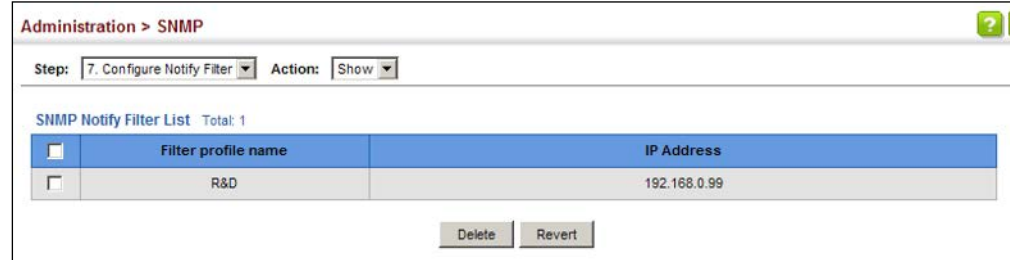 Administration > SNMP
?
Step: 7. Configure Notify Filter Action: Show
SNMP Notify Filter List Total: 1
Filter profile name IP Address
R&D 192.168.0.99
Delete Revert